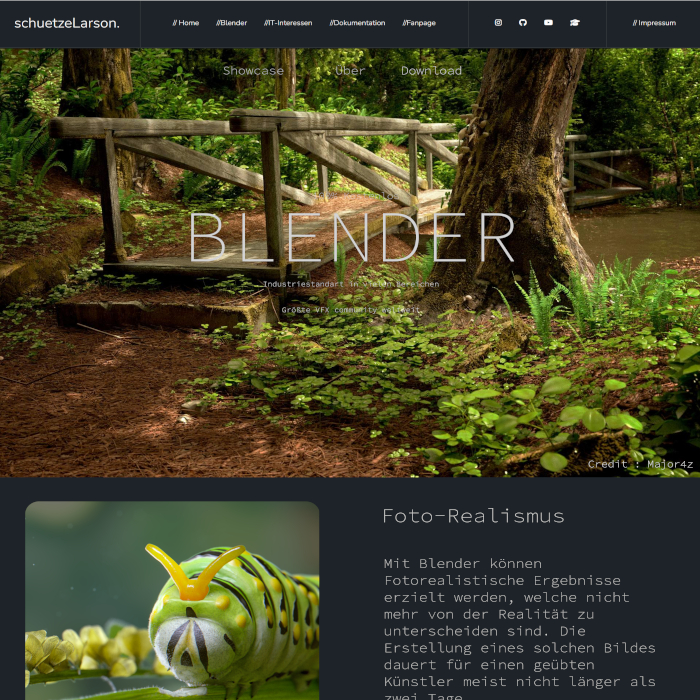 schuetzeLarson.
// Home //Blender //IT-Interessen //Dokumentation //Fanpage
// Impressum
Showcase Über Download
BLENDER
Industriestandart in vielen Bereichen
Größte VFX community weltweit
Credit : Major4z
Foto-Realismus
Mit Blender können
Fotorealistische Ergebnisse
erzielt werden, welche nicht
mehr von der Realität zu
unterscheiden sind. Die
Erstellung eines solchen Bildes
dauert für einen geübten
Künstler meist nicht länger als
zwei Tage